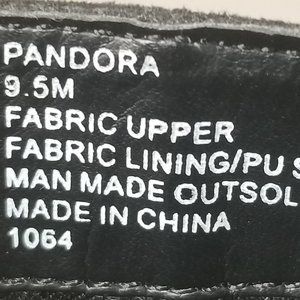 PANDORA
9.5M
FABRIC UPPER
FABRIC LINING/PU S
MAN MADE OUTSOL
MADE IN CHINA
1064